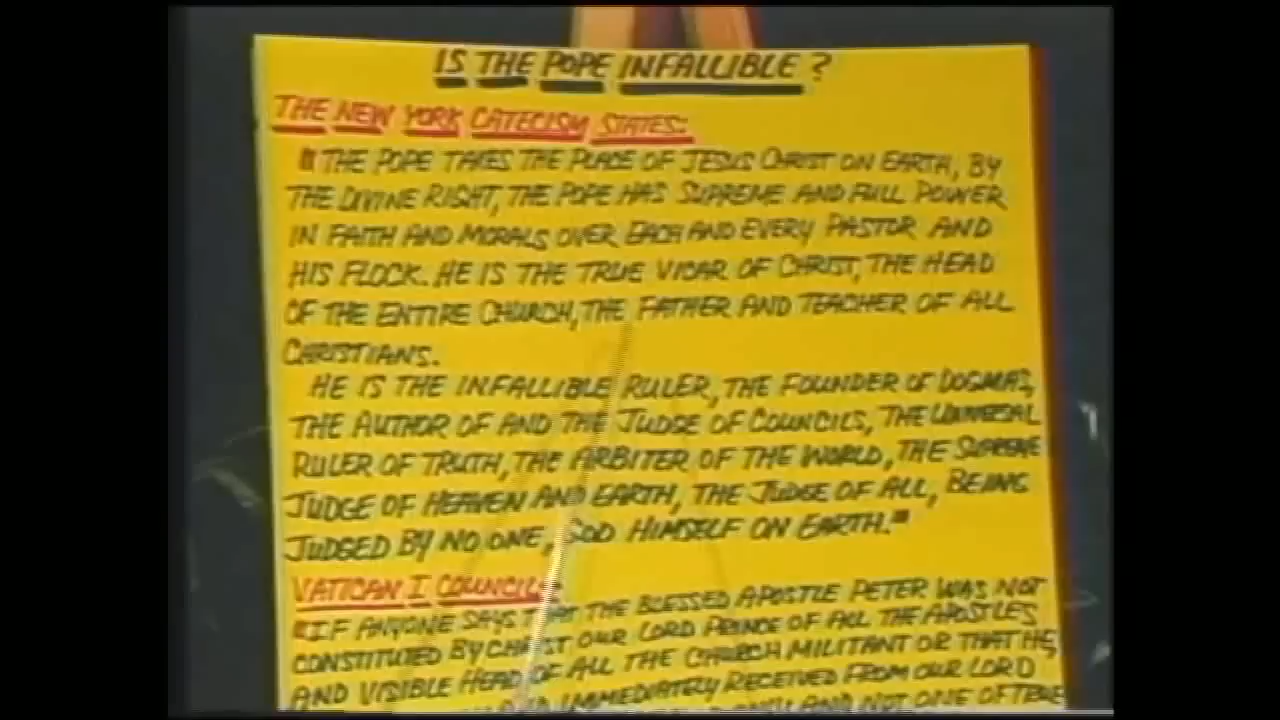 IS THE POPE INFALLIBLE?
THE NEW YORK CATECISM STATES:
"THE POPE TAKES THE PLACE OF JESUS CHRIST ON EARTH, BY
THE DIVINE RIGHT, THE POPE HAS SUPREME AND FULL POWER
IN FAITH AND MORALS OVER EACH AND EVERY PASTOR AND
HIS FLOCK. HE IS THE TRUE VICAR OF CHRIST, THE HEAD
OF THE ENTIRE CHURCH, THE FATHER AND TEACHER OF ALL
CHRISTIANS.
HE IS THE INFALLIBLE RULER, THE FOUNDER OF DOGMAS,
THE AUTHOR OF AND THE JUDGE OF COUNCILS, THE UNIVERSAL
RULER OF TRUTH, THE ARBITER OF THE WORLD, THE SUPREME
JUDGE OF HEAVEN AND EARTH, THE JUDGE OF ALL, BEING
JUDGED BY NO ONE, GOD HIMSELF ON EARTH."
VATICAN I COUNCIL:
"IF ANYONE SAYS THAT THE BLESSED APOSTLE PETER WAS NOT
CONSTITUTED BY CHRIST OUR LORD PRINCE OF ALL THE APOSTLES
AND VISIBLE HEAD OF ALL THE CHURCH MILITANT OR THAT HE,
IMMEDIATELY RECEIVED FROM OUR LORD
AND NOT ONE OF TRUE